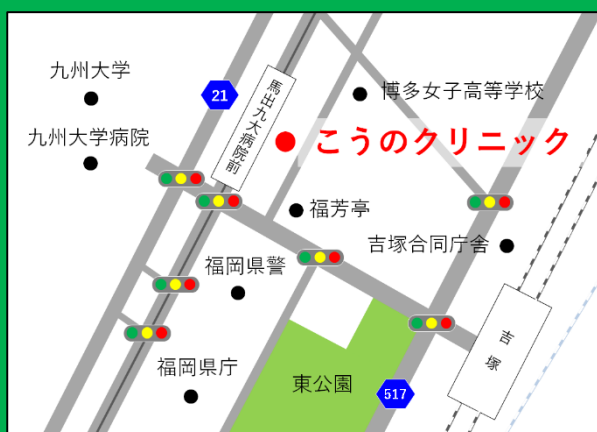 九州大学
21
馬出九大病院前
博多女子高等学校
九州大学病院
こうのクリニック
福芳亭
吉塚合同庁舎
福岡県警
吉塚
福岡県庁
東公園
517